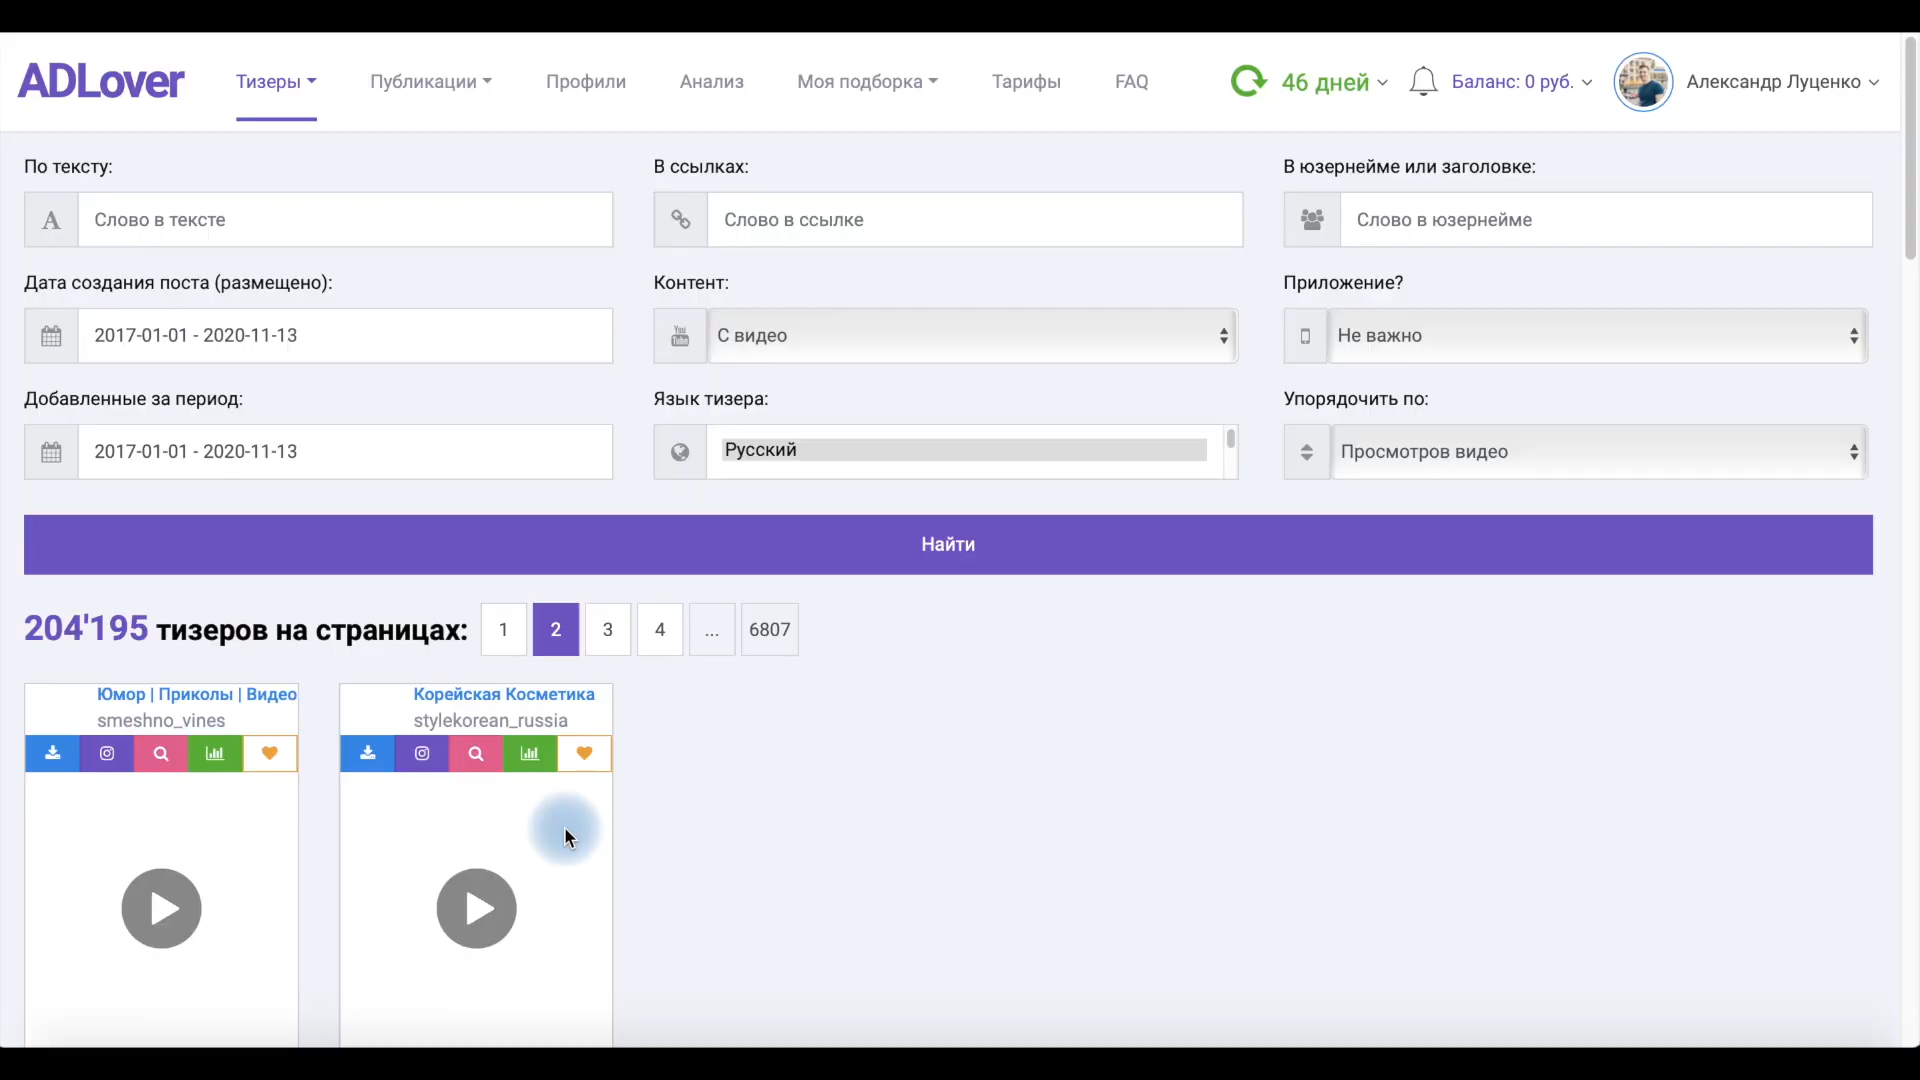 ADLover
Тизеры
Публикации
Профили
Анализ
Моя подборка
Тарифы
FAQ
46 дней
Баланс: 0 руб.
Александр Луценко
По тексту:
В ссылках:
В юзернейме или заголовке:
A
Слово в тексте
Слово в ссылке
Слово в юзернейме
Дата создания поста (размещено):
Контент:
Приложение?
2017-01-01 - 2020-11-13
You Tube
С видео
Не важно
Добавленные за период:
Язык тизера:
Упорядочить по:
2017-01-01 - 2020-11-13
Русский
Просмотров видео
Найти
204'195 тизеров на страницах:
1
2
3
4
...
6807
Юмор | Приколы | Видео
smeshno_vines
Корейская Косметика
stylekorean_russia